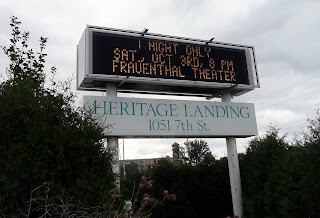 1 NIGHT ONLY
SAT, OCT 3RD, 8 PM
FRAUENTHAL THEATER
HERITAGE LANDING
1051 7th St.